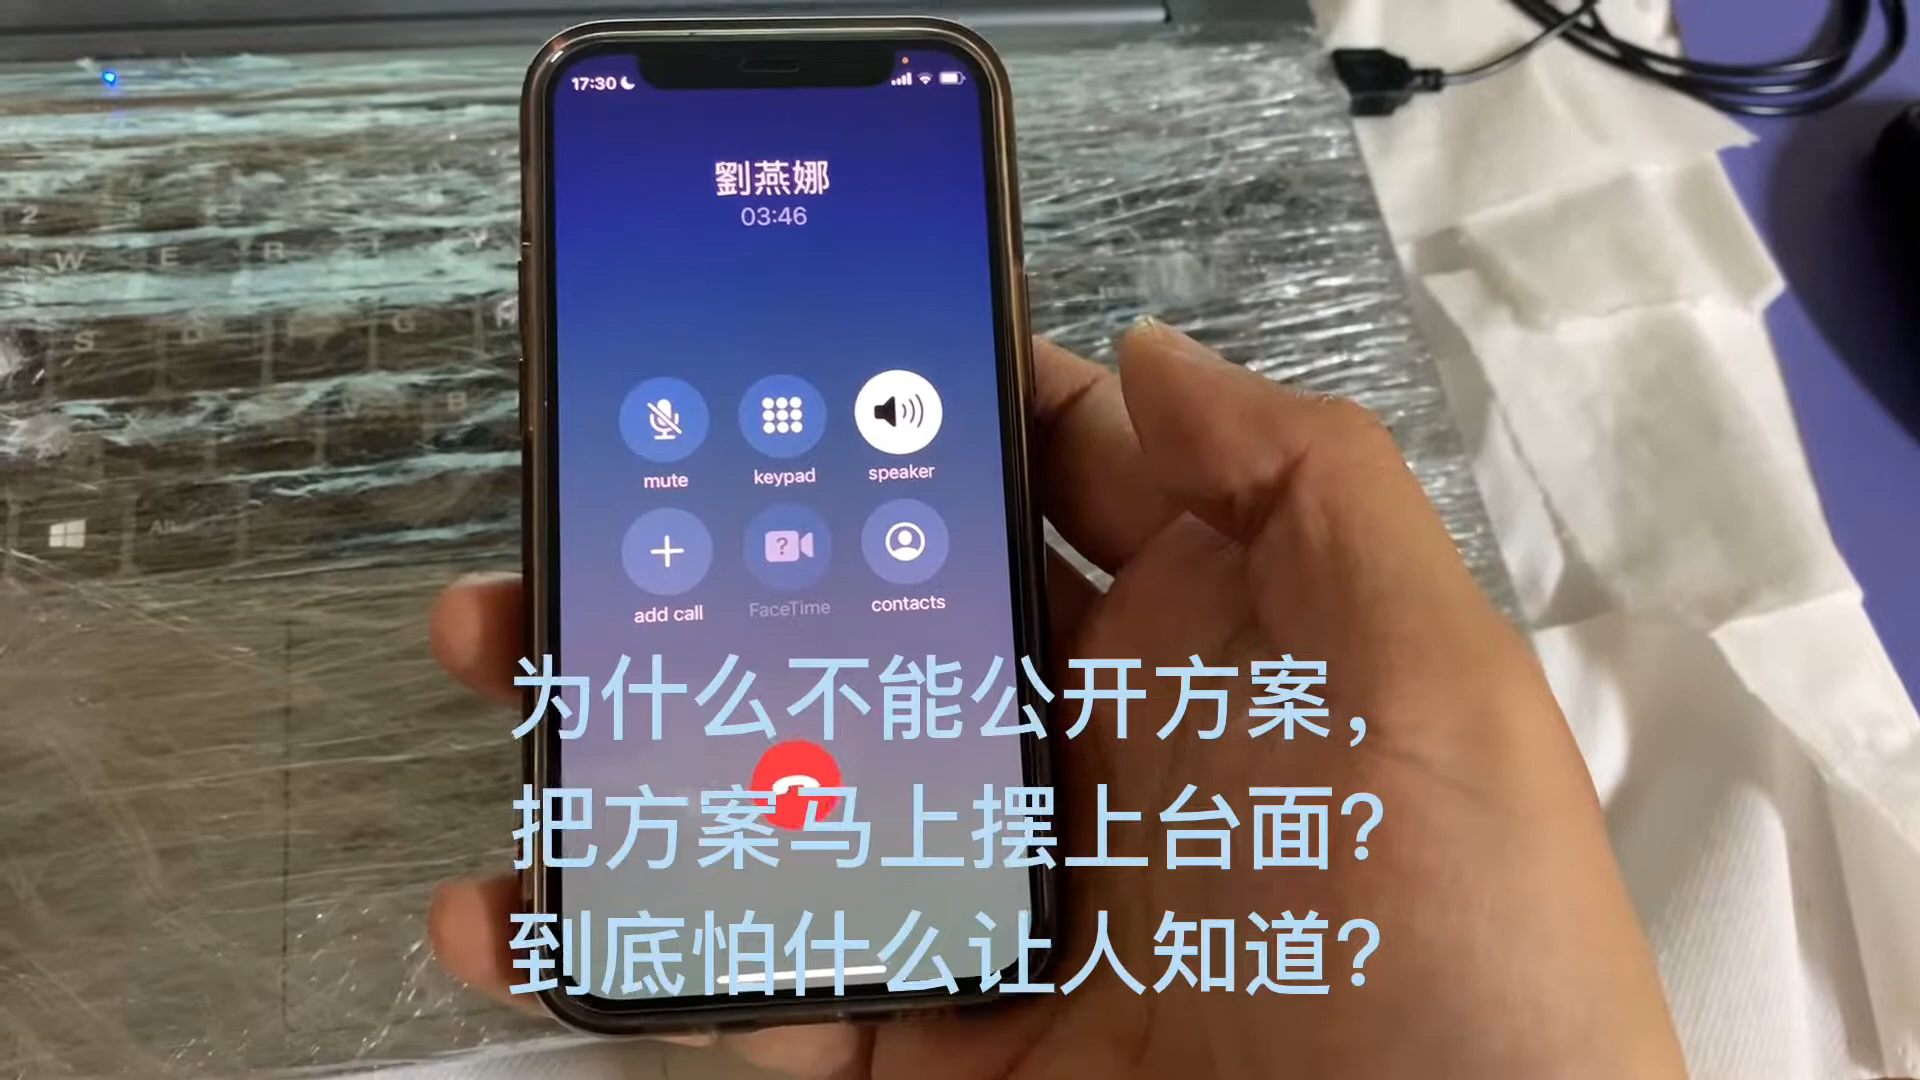 17:30
劉燕娜
03:46
mute
keypad
speaker
add call
FaceTime
contacts
为什么不能公开方案，
把方案马上摆上台面？
到底怕什么让人知道？
2
W
E
R
T
Y
S
D
G
H
V
B
Alt